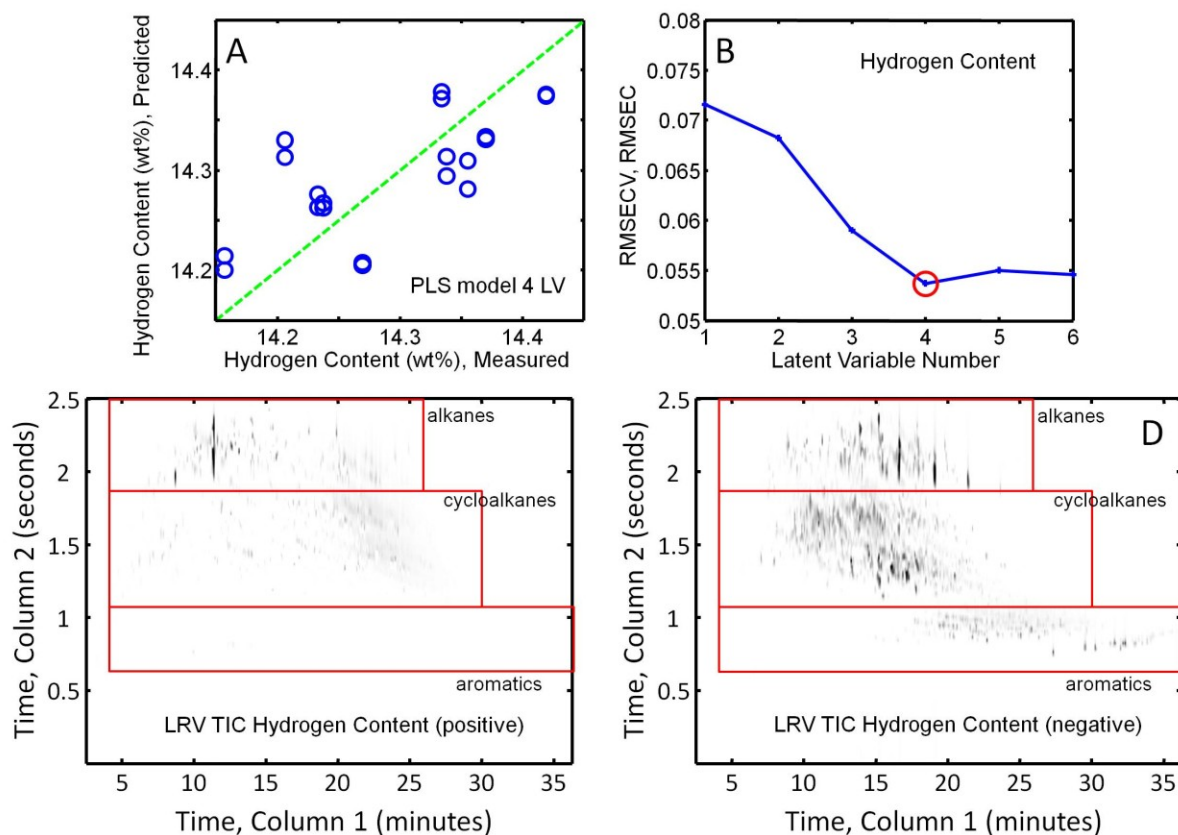 A
Hydrogen Content (wt%), Predicted
14.4
14.3
14.2
14.2
14.3
14.4
PLS model 4 LV
Hydrogen Content (wt%), Measured
B
Hydrogen Content
RMSECV, RMSEC
0.08
0.075
0.07
0.065
0.06
0.055
0.05
1
2
3
4
5
6
Latent Variable Number
Time, Column 2 (seconds)
2.5
2
1.5
1
0.5
alkanes
cycloalkanes
aromatics
LRV TIC Hydrogen Content (positive)
5
10
15
20
25
30
35
Time, Column 1 (minutes)
D
Time, Column 2 (seconds)
2.5
2
1.5
1
0.5
alkanes
cycloalkanes
aromatics
LRV TIC Hydrogen Content (negative)
5
10
15
20
25
30
35
Time, Column 1 (minutes)